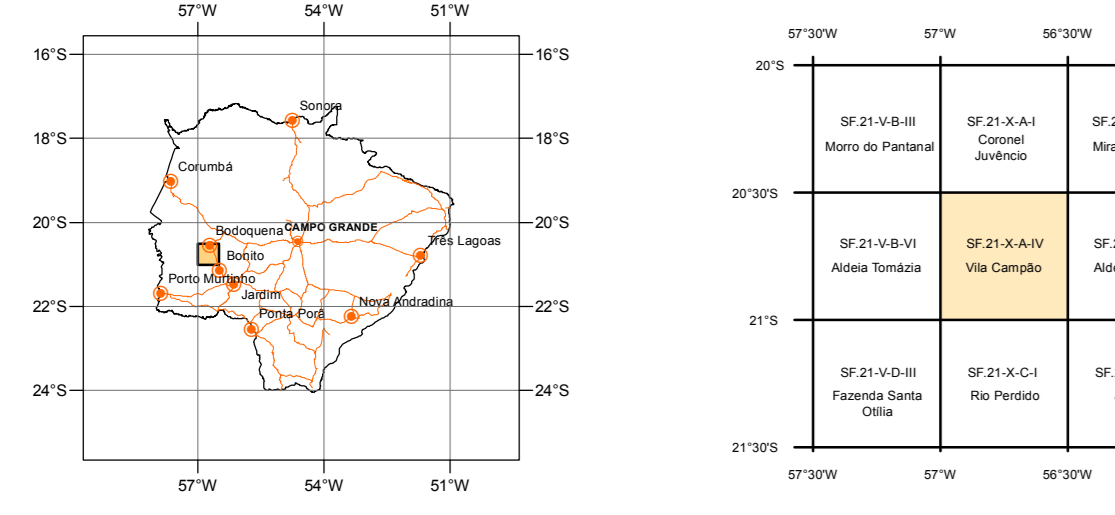 57°W 54°W 51°W
16°S 16°S
Sonora
18°S 18°S
Corumbá
20°S 20°S
Bodoquena CAMPO GRANDE
Três Lagoas
Bonito
Porto Murtinho
Jardim
Nova Andradina
22°S 22°S
Ponta Porã
24°S 24°S
57°W 54°W 51°W
57°30'W 57°W 56°30'W
20°S
SF.21-V-B-III
Morro do Pantanal
SF.21-X-A-I
Coronel
Juvêncio
20°30'S
SF.21-V-B-VI
Aldeia Tomázia
SF.21-X-A-IV
Vila Campão
21°S
SF.21-V-D-III
Fazenda Santa
Otília
SF.21-X-C-I
Rio Perdido
21°30'S
57°30'W 57°W 56°30'W